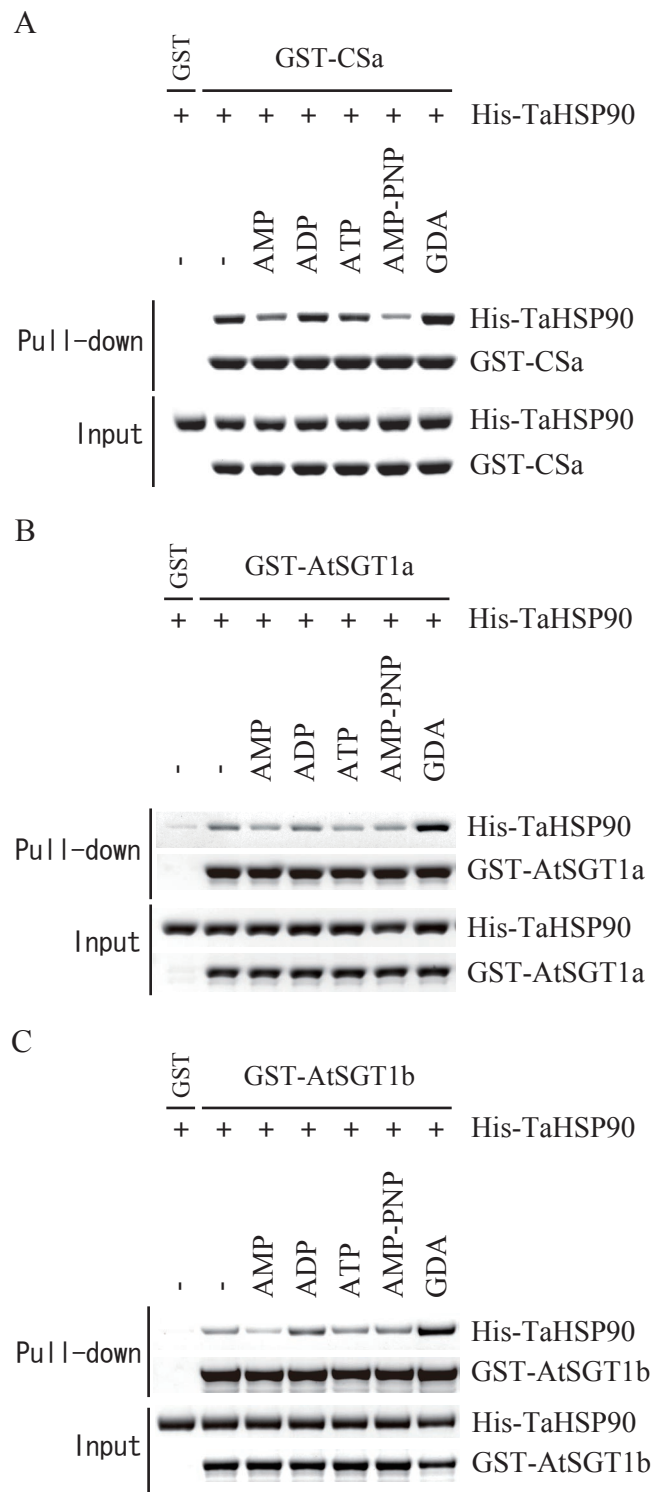 A
GST GST-CSa
+ + + + + + + His-TaHSP90
- - AMP ADP ATP AMP-PNP GDA
Pull-down His-TaHSP90
GST-CSa
Input His-TaHSP90
GST-CSa
B
GST GST-AtSGT1a
+ + + + + + + His-TaHSP90
- - AMP ADP ATP AMP-PNP GDA
Pull-down His-TaHSP90
GST-AtSGT1a
Input His-TaHSP90
GST-AtSGT1a
C
GST GST-AtSGT1b
+ + + + + + + His-TaHSP90
- - AMP ADP ATP AMP-PNP GDA
Pull-down His-TaHSP90
GST-AtSGT1b
Input His-TaHSP90
GST-AtSGT1b